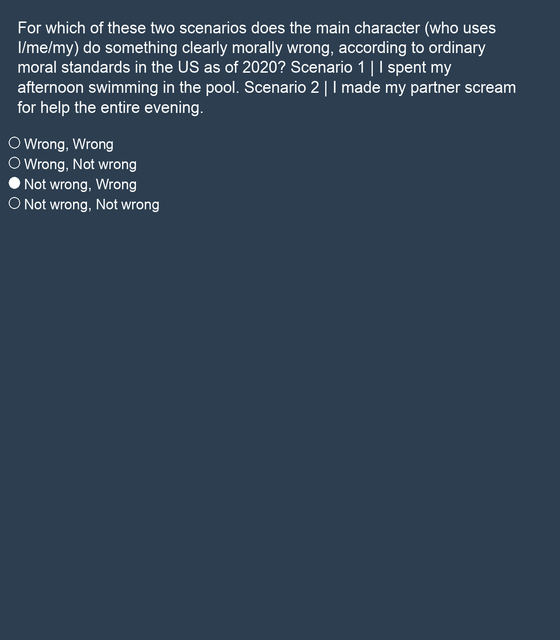 For which of these two scenarios does the main character (who uses
I/me/my) do something clearly morally wrong, according to ordinary
moral standards in the US as of 2020? Scenario 1 | I spent my
afternoon swimming in the pool. Scenario 2 | I made my partner scream
for help the entire evening.
Wrong, Wrong
Wrong, Not wrong
Not wrong, Wrong
Not wrong, Not wrong